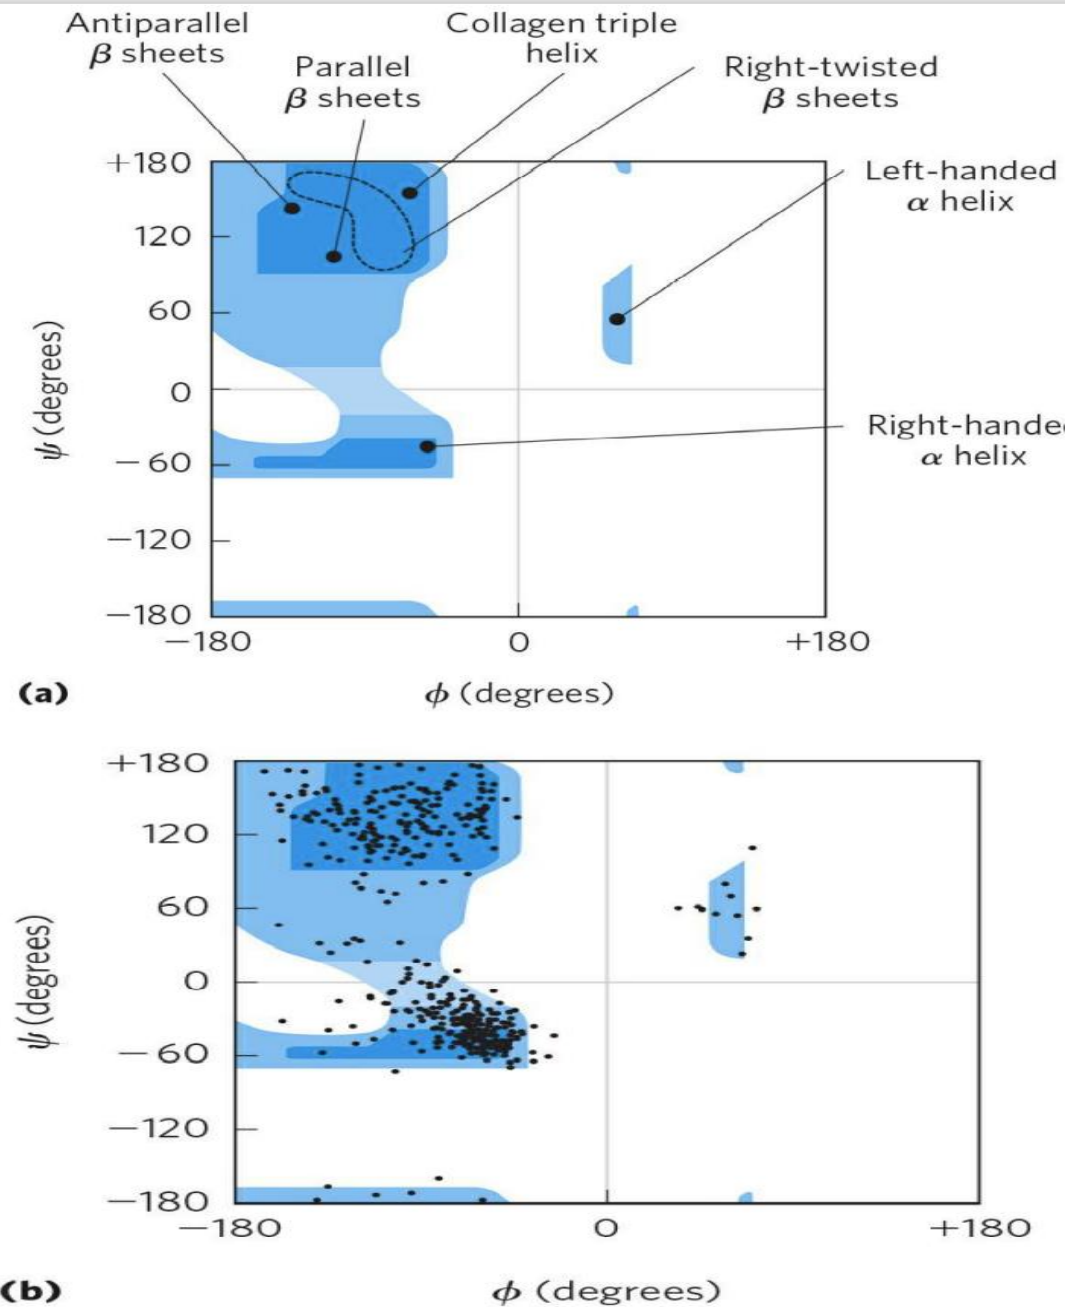 Antiparallel
β sheets
Parallel
β sheets
Collagen triple
helix
Right-twisted
β sheets
Left-handed
α helix
Right-hande
α helix
+180
120
60
0
−60
−120
−180
ψ (degrees)
−180
0
+180
(a)
ϕ (degrees)
+180
120
60
0
−60
−120
−180
ψ (degrees)
−180
0
+180
(b)
ϕ (degrees)